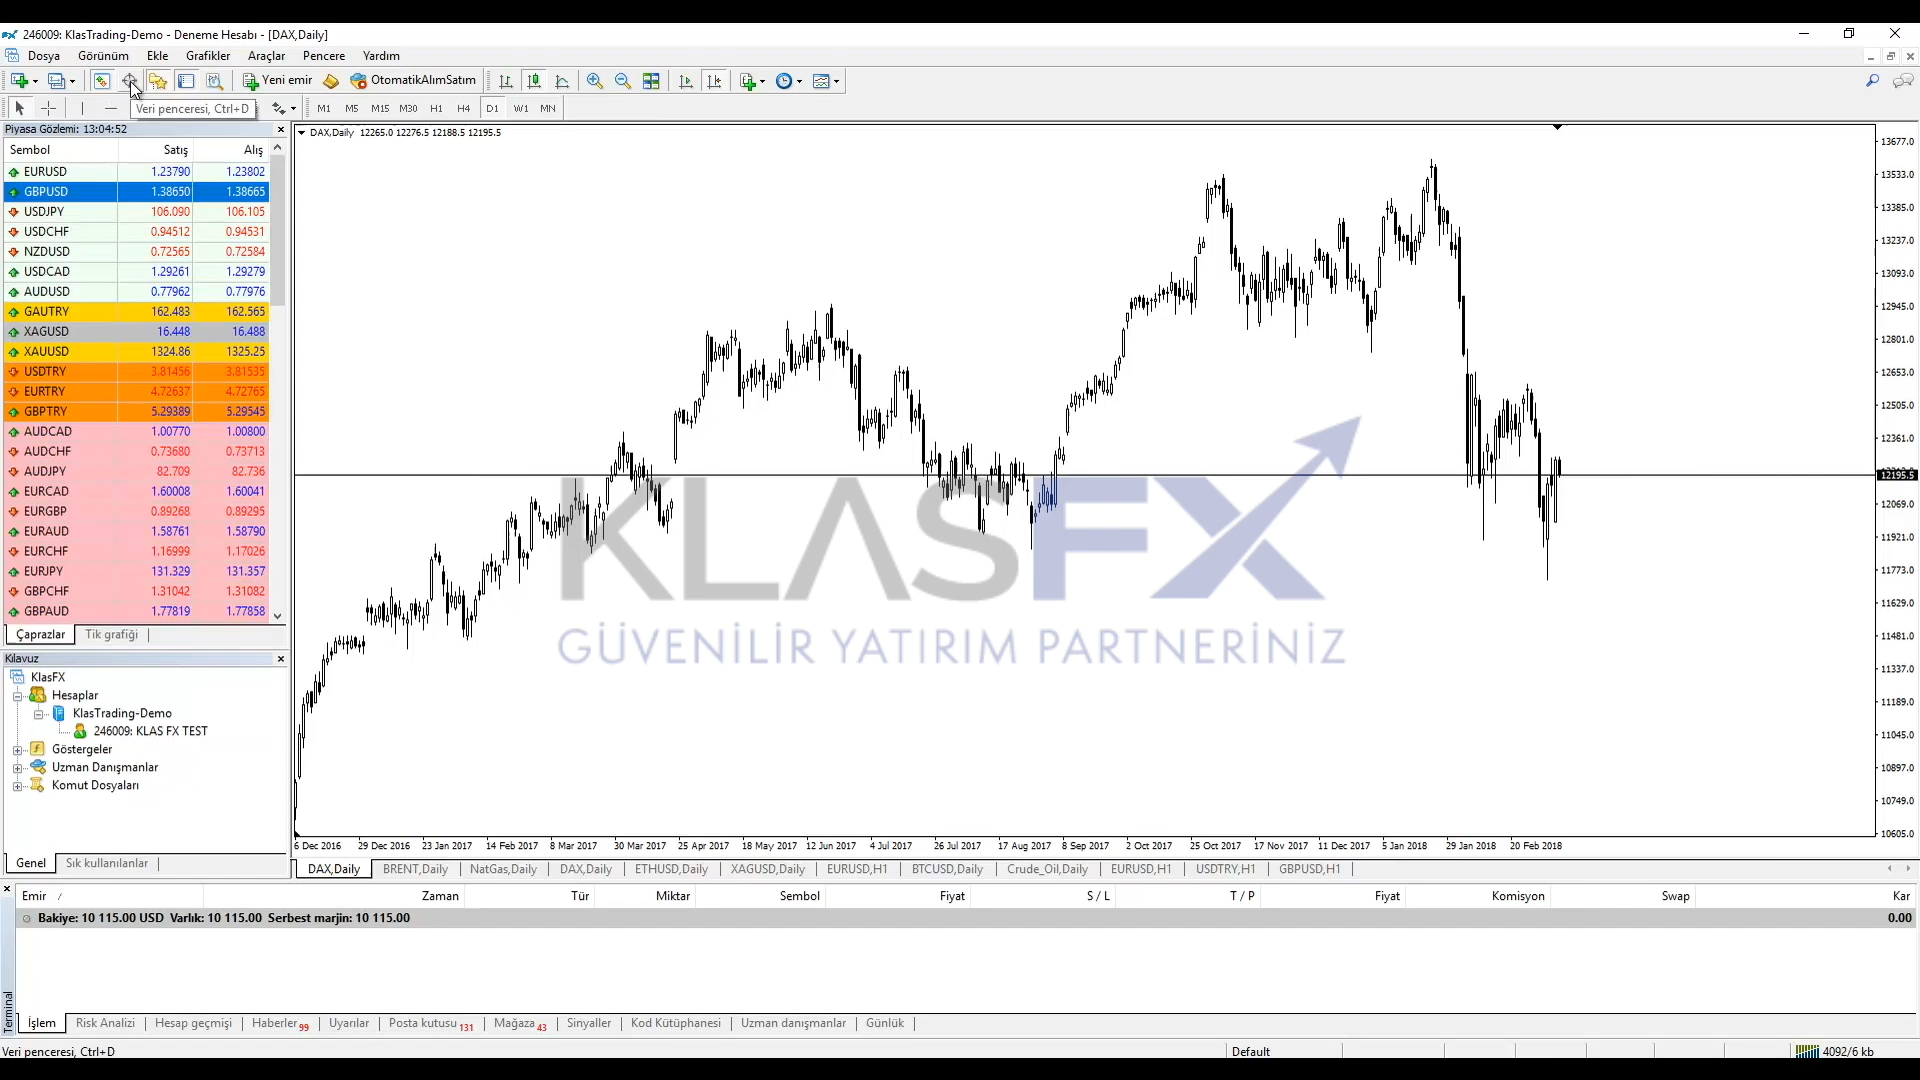 246009: KlasTrading-Demo - Deneme Hesabı - [DAX,Daily]
Dosya Görünüm Ekle Grafikler Araçlar Pencere Yardım
Yeni emir OtomatikAlımSatım
M1 M5 M15 M30 H1 H4 D1 W1 MN
Veri penceresi, Ctrl+D
Piyasa Gözlemi: 13:04:52
Sembol Satış Alış
EURUSD 1.23790 1.23802
GBPUSD 1.38650 1.38665
USDJPY 106.090 106.105
USDCHF 0.94512 0.94531
NZDUSD 0.72565 0.72584
USDCAD 1.29261 1.29279
AUDUSD 0.77962 0.77976
GAUTRY 162.483 162.565
XAGUSD 16.448 16.488
XAUUSD 1324.86 1325.25
USDTRY 3.81456 3.81535
EURTRY 4.72637 4.72765
GBPTRY 5.29389 5.29545
AUDCAD 1.00770 1.00800
AUDCHF 0.73680 0.73713
AUDJPY 82.709 82.736
EURCAD 1.60008 1.60041
EURGBP 0.89268 0.89295
EURAUD 1.58761 1.58790
EURCHF 1.16999 1.17026
EURJPY 131.329 131.357
GBPCHF 1.31042 1.31082
GBPAUD 1.77819 1.77858
Çaprazlar Tik grafiği
Kılavuz
KlasFX
Hesaplar
KlasTrading-Demo
246009: KLAS FX TEST
Göstergeler
Uzman Danışmanlar
Komut Dosyaları
Genel Sık kullanılanlar
DAX,Daily 12265.0 12276.5 12188.5 12195.5
KLASFX
GÜVENİLİR YATIRIM PARTNERİNİZ
13677.0
13533.0
13385.0
13237.0
13093.0
12945.0
12801.0
12653.0
12505.0
12361.0
12195.5
12069.0
11921.0
11773.0
11629.0
11481.0
11337.0
11189.0
11045.0
10897.0
10749.0
10605.0
6 Dec 2016 29 Dec 2016 23 Jan 2017 14 Feb 2017 8 Mar 2017 30 Mar 2017 25 Apr 2017 18 May 2017 12 Jun 2017 4 Jul 2017 26 Jul 2017 17 Aug 2017 8 Sep 2017 2 Oct 2017 25 Oct 2017 17 Nov 2017 11 Dec 2017 5 Jan 2018 29 Jan 2018 20 Feb 2018
DAX,Daily BRENT,Daily NatGas,Daily DAX,Daily ETHUSD,Daily XAGUSD,Daily EURUSD,H1 BTCUSD,Daily Crude_Oil,Daily EURUSD,H1 USDTRY,H1 GBPUSD,H1
Emir / Zaman Tür Miktar Sembol Fiyat S / L T / P Fiyat Komisyon Swap Kar
Bakiye: 10 115.00 USD Varlık: 10 115.00 Serbest marjin: 10 115.00 0.00
Terminal
İşlem Risk Analizi Hesap geçmişi Haberler 99 Uyarılar Posta kutusu 131 Mağaza 43 Sinyaller Kod Kütüphanesi Uzman danışmanlar Günlük
Veri penceresi, Ctrl+D Default 4092/6 kb